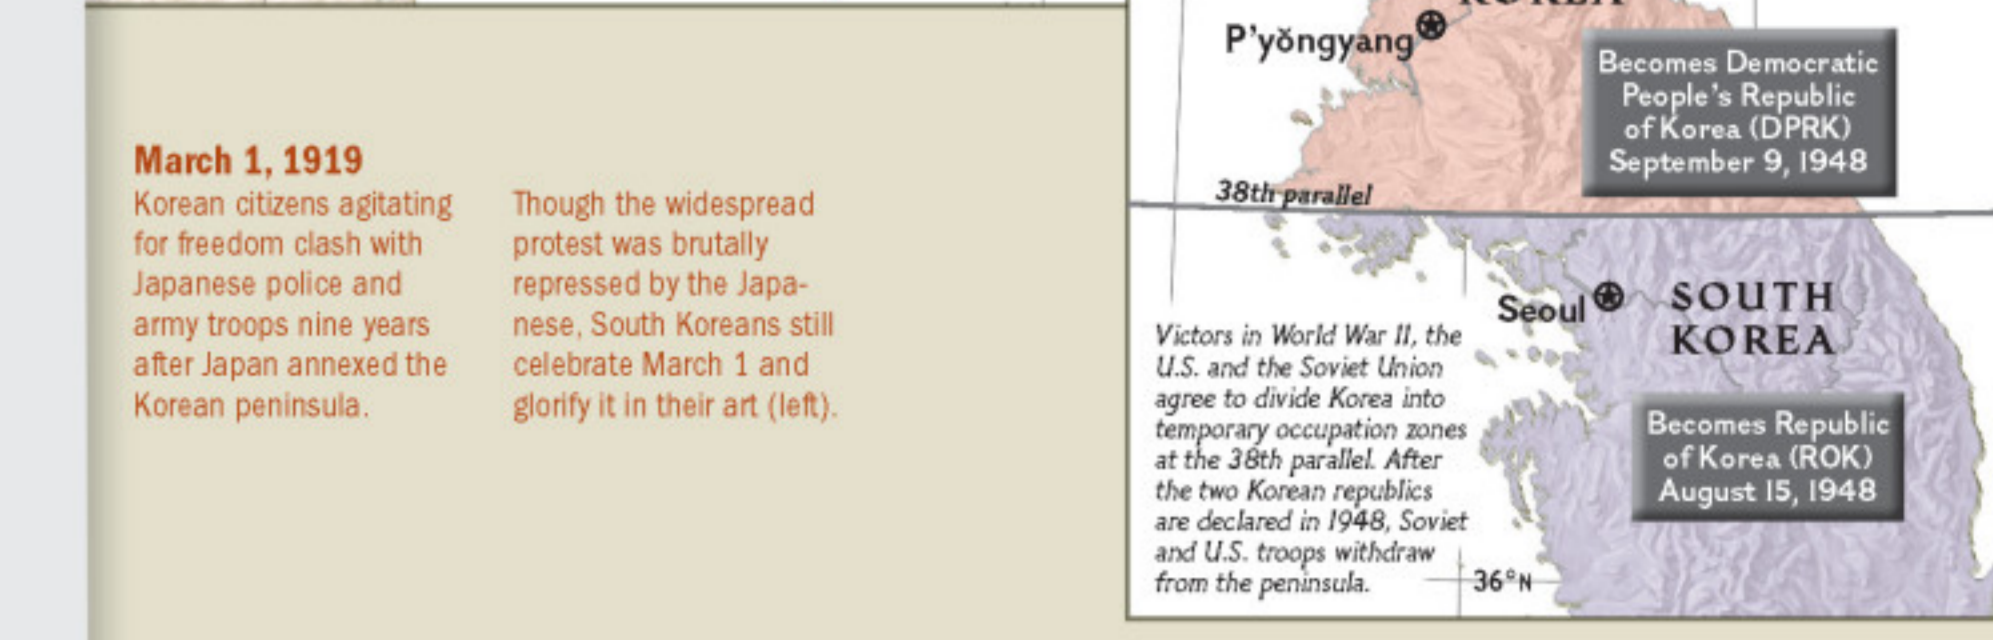 March 1, 1919
Korean citizens agitating
for freedom clash with
Japanese police and
army troops nine years
after Japan annexed the
Korean peninsula.
Though the widespread
protest was brutally
repressed by the Japa-
nese, South Koreans still
celebrate March 1 and
glorify it in their art (left).
KOREA
P'yŏngyang
Becomes Democratic
People's Republic
of Korea (DPRK)
September 9, 1948
38th parallel
Seoul
SOUTH
KOREA
Victors in World War II, the
U.S. and the Soviet Union
agree to divide Korea into
temporary occupation zones
at the 38th parallel. After
the two Korean republics
are declared in 1948, Soviet
and U.S. troops withdraw
from the peninsula.
Becomes Republic
of Korea (ROK)
August 15, 1948
36°N